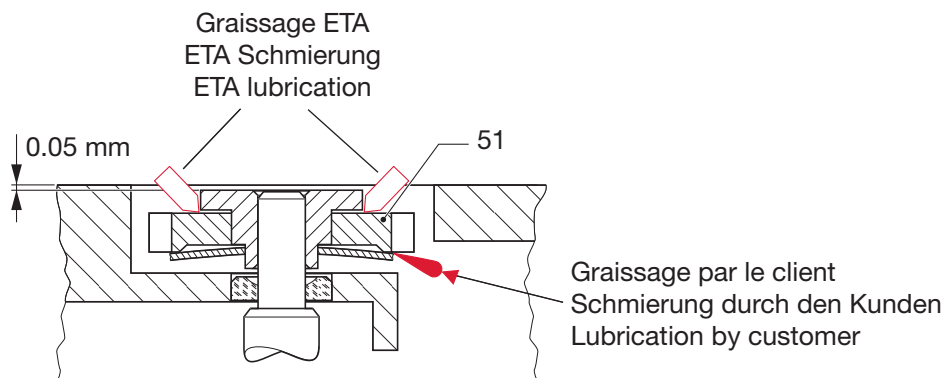 Graissage ETA
ETA Schmierung
ETA lubrication
0.05 mm
51
Graissage par le client
Schmierung durch den Kunden
Lubrication by customer